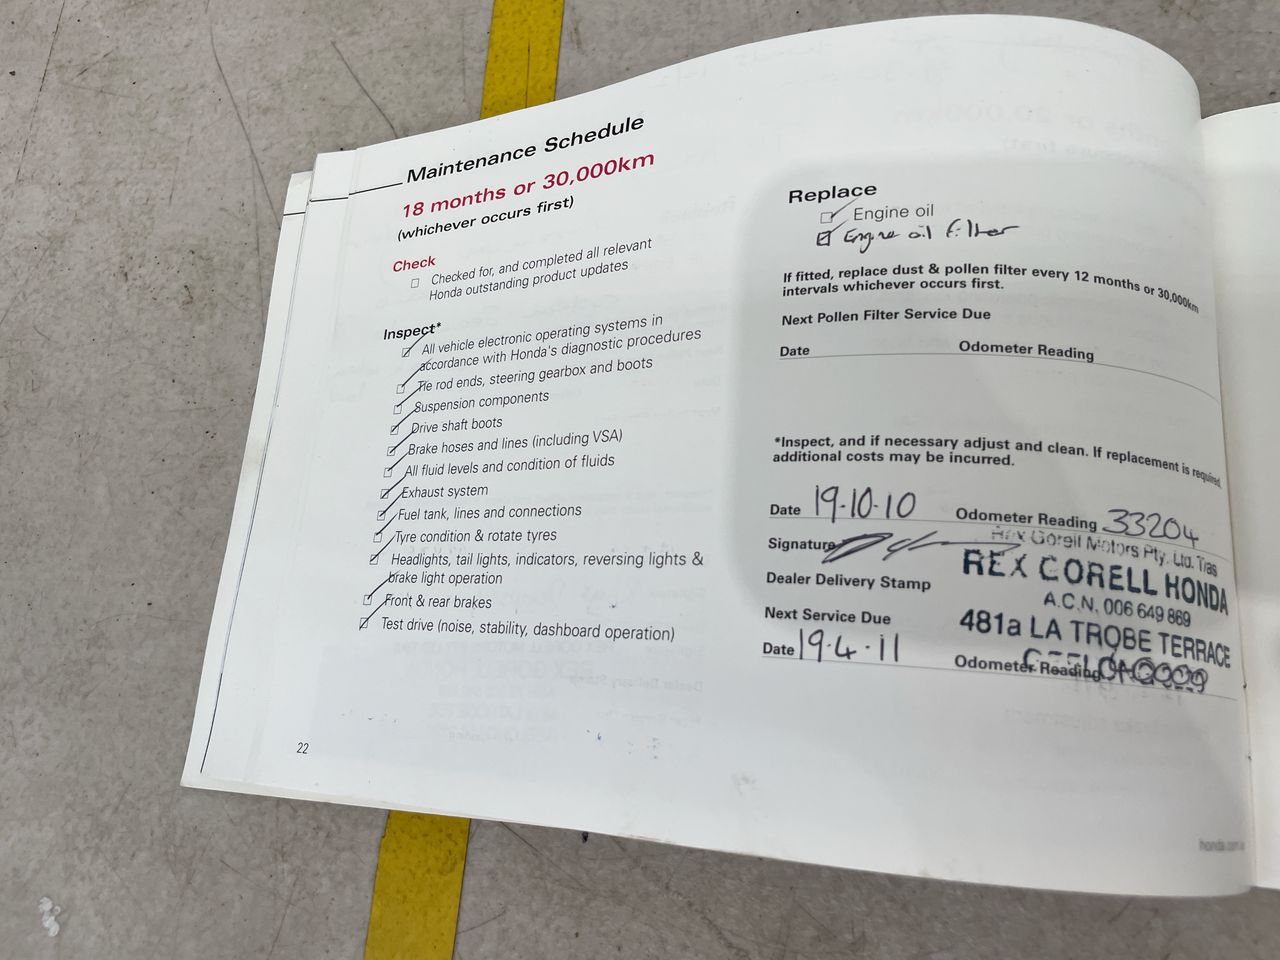 Maintenance Schedule
18 months or 30,000km
(whichever occurs first)
Check
Checked for, and completed all relevant
Honda outstanding product updates
Inspect*
All vehicle electronic operating systems in
accordance with Honda's diagnostic procedures
Tie rod ends, steering gearbox and boots
Suspension components
Drive shaft boots
Brake hoses and lines (including VSA)
All fluid levels and condition of fluids
Exhaust system
Fuel tank, lines and connections
Tyre condition & rotate tyres
Headlights, tail lights, indicators, reversing lights &
brake light operation
Front & rear brakes
Test drive (noise, stability, dashboard operation)
22
Replace
Engine oil
Engine oil filter
If fitted, replace dust & pollen filter every 12 months or 30,000km
intervals whichever occurs first.
Next Pollen Filter Service Due
Date Odometer Reading
*Inspect, and if necessary adjust and clean. If replacement is required,
additional costs may be incurred.
Date 19.10.10 Odometer Reading 33204
Signature
Rex Gorell Motors Pty. Ltd. T/as
REX CORELL HONDA
Dealer Delivery Stamp
A.C.N. 006 649 869
Next Service Due
481a LA TROBE TERRACE
Date 19.4.11 Odometer Reading